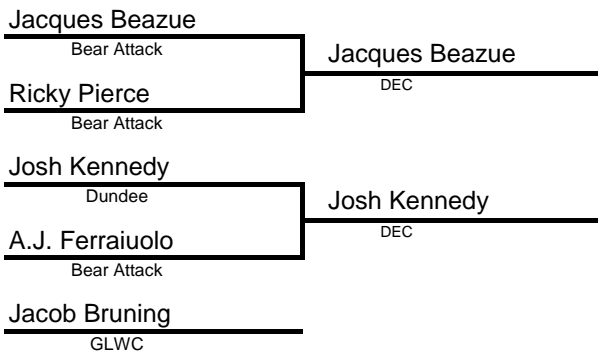 Jacques Beazue
Bear Attack
Jacques Beazue
DEC
Ricky Pierce
Bear Attack
Josh Kennedy
Dundee
Josh Kennedy
DEC
A.J. Ferraiuolo
Bear Attack
Jacob Bruning
GLWC